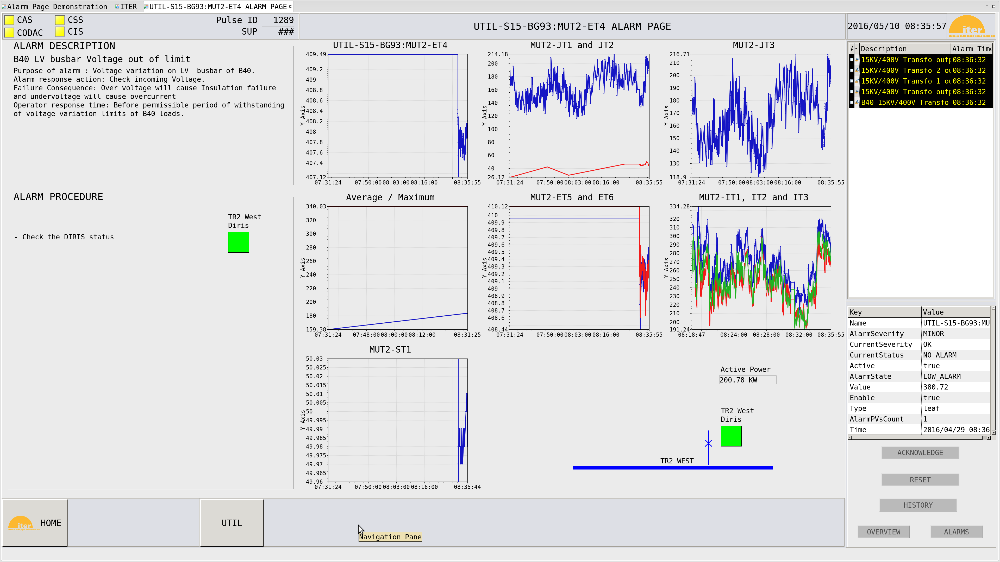 Alarm Page Demonstration
ITER
UTIL-S15-BG93:MUT2-ET4 ALARM PAGE
CAS
CSS
Pulse ID
1289
CODAC
CIS
SUP
###
UTIL-S15-BG93:MUT2-ET4 ALARM PAGE
2016/05/10 08:35:57
iter
ALARM DESCRIPTION
B40 LV busbar Voltage out of limit
Purpose of alarm : Voltage variation on LV  busbar of B40.
Alarm response action: Check incoming Voltage.
Failure Consequence: Over voltage will cause Insulation failure
and undervoltage will cause overcurrent
Operator response time: Before permissible period of withstanding
of voltage variation limits of B40 loads.
ALARM PROCEDURE
TR2 West
Diris
- Check the DIRIS status
UTIL-S15-BG93:MUT2-ET4
Y Axis
409.49
409.2
409
408.8
408.6
408.4
408.2
408
407.8
407.6
407.4
407.12
07:31:24
07:50:00
08:03:00
08:16:00
08:35:55
MUT2-JT1 and JT2
Y Axis
214.18
200
180
160
140
120
100
80
60
40
26.12
07:31:24
07:50:00
08:03:00
08:16:00
08:35:55
MUT2-JT3
Y Axis
216.71
210
200
190
180
170
160
150
140
130
118.9
07:31:24
07:50:00
08:03:00
08:16:00
08:35:55
Average / Maximum
Y Axis
340.03
320
300
280
260
240
220
200
180
159.38
07:31:24
07:48:00
08:00:00
08:12:00
08:31:25
MUT2-ET5 and ET6
Y Axis
410.12
410
409.9
409.8
409.7
409.6
409.5
409.4
409.3
409.2
409.1
409
408.9
408.8
408.7
408.6
408.44
07:31:24
07:50:00
08:03:00
08:16:00
08:35:55
MUT2-IT1, IT2 and IT3
Y Axis
334.28
320
310
300
290
280
270
260
250
240
230
220
210
200
191.24
08:18:47
08:24:00
08:28:00
08:32:00
08:35:55
MUT2-ST1
Y Axis
50.03
50.025
50.02
50.015
50.01
50.005
50
49.995
49.99
49.985
49.98
49.975
49.97
49.965
49.96
07:31:24
07:50:00
08:03:00
08:16:00
08:35:44
Active Power
200.78 KW
TR2 West
Diris
TR2 WEST
Description
Alarm Time
15KV/400V Transfo outp
08:36:32
15KV/400V Transfo 2 ou
08:36:32
15KV/400V Transfo 1 ou
08:36:32
15KV/400V Transfo outp
08:36:32
B40 15KV/400V Transfo
08:36:32
Key
Value
Name
UTIL-S15-BG93:MU
AlarmSeverity
MINOR
CurrentSeverity
OK
CurrentStatus
NO_ALARM
Active
true
AlarmState
LOW_ALARM
Value
380.72
Enable
true
Type
leaf
AlarmPVsCount
1
Time
2016/04/29 08:36
ACKNOWLEDGE
RESET
HISTORY
OVERVIEW
ALARMS
iter
HOME
UTIL
Navigation Pane